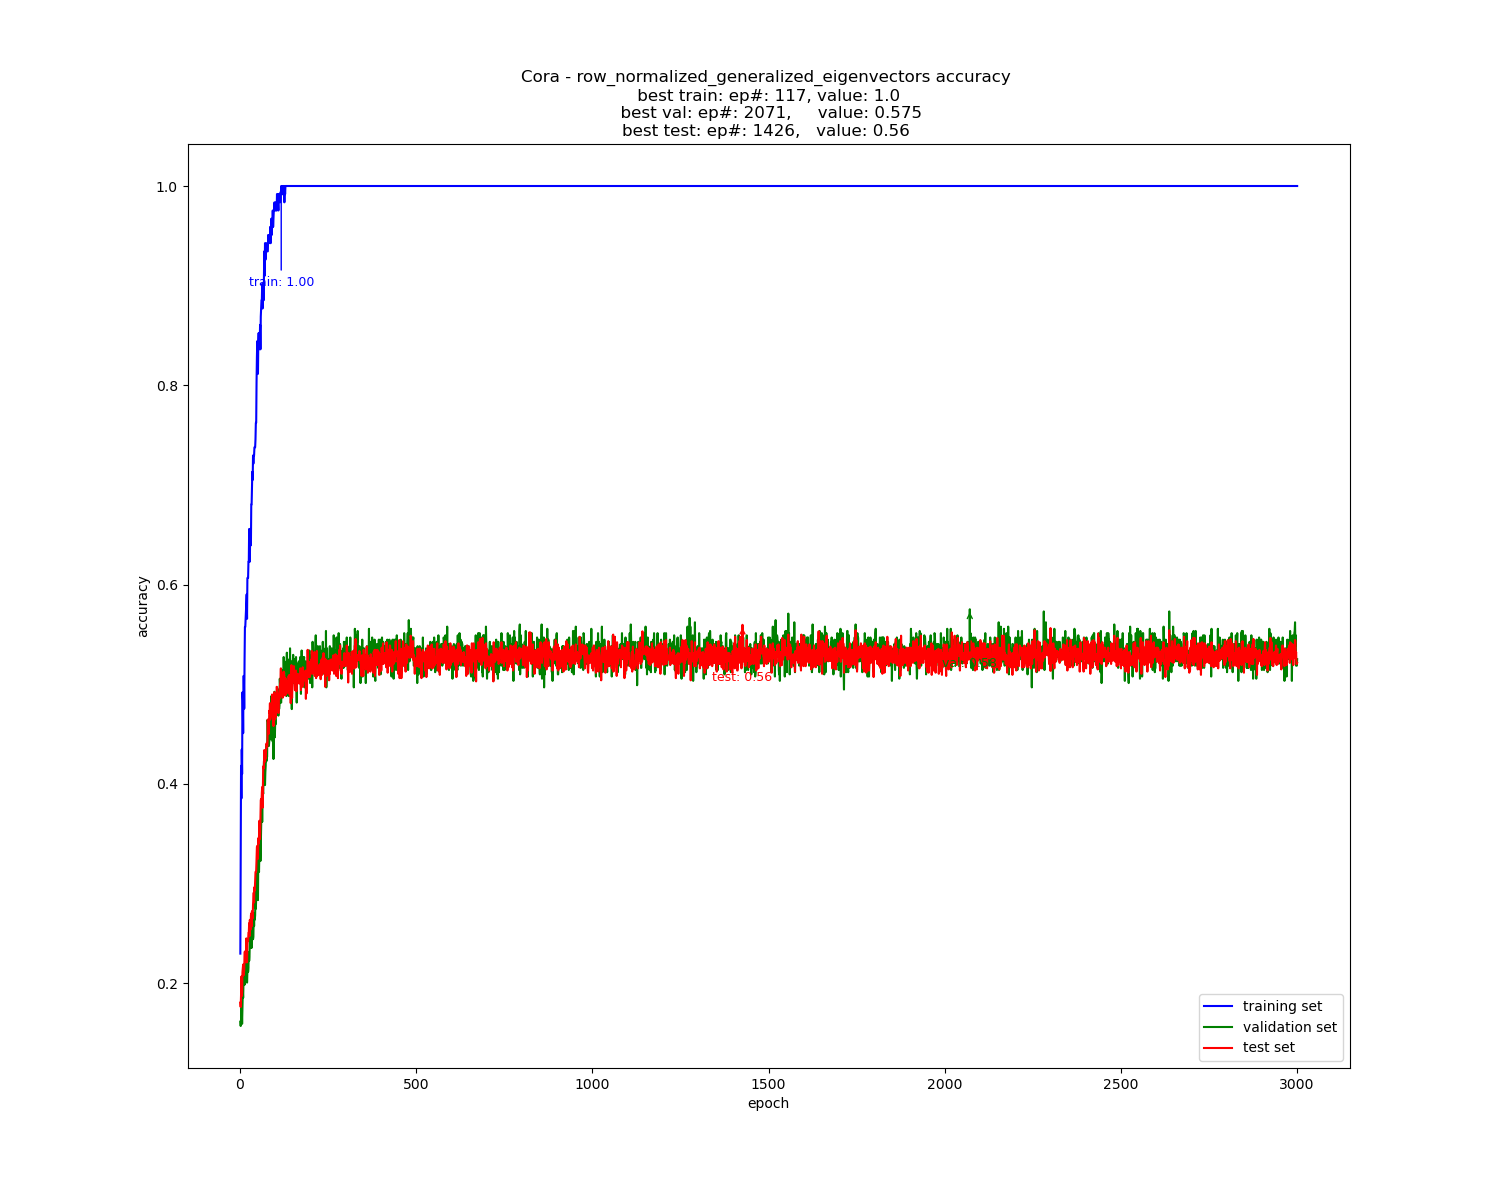 Cora - row_normalized_generalized_eigenvectors accuracy
best train: ep#: 117, value: 1.0
best val: ep#: 2071, value: 0.575
best test: ep#: 1426, value: 0.56
1.0
train: 1.00
0.8
0.6
accuracy
test: 0.56
0.4
0.2
training set
validation set
test set
0 500 1000 1500 2000 2500 3000
epoch